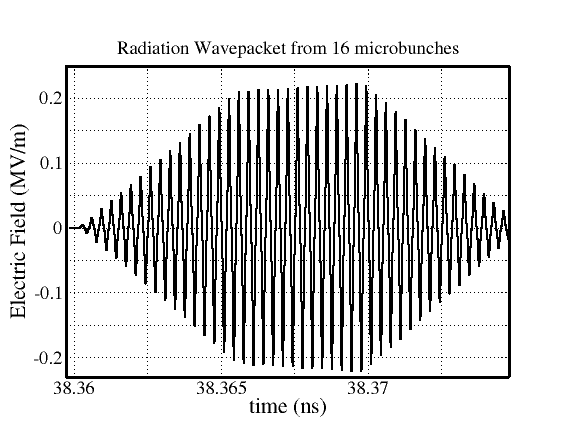 Radiation Wavepacket from 16 microbunches
Electric Field (MV/m)
0.2
0.1
0
-0.1
-0.2
38.36 38.365 38.37
time (ns)